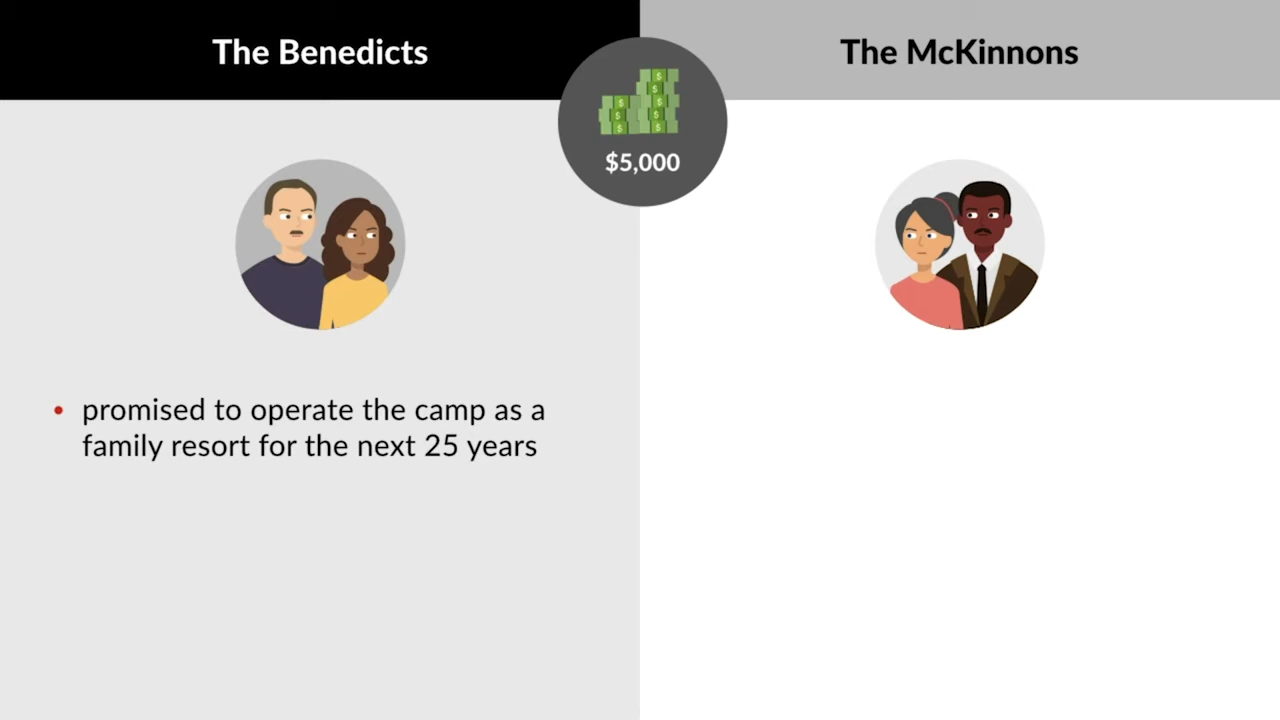 The Benedicts
The McKinnons
$5,000
• promised to operate the camp as a
family resort for the next 25 years